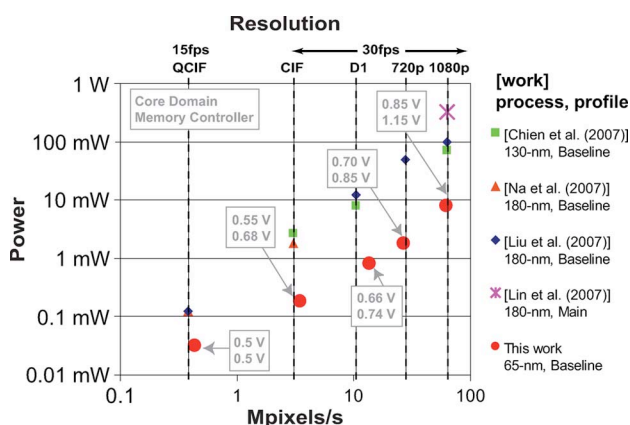 Resolution
15fps
30fps
QCIF
CIF
D1
720p
1080p
1 W
100 mW
10 mW
1 mW
0.1 mW
0.01 mW
Power
Core Domain
Memory Controller
0.85 V
1.15 V
0.70 V
0.85 V
0.55 V
0.68 V
0.66 V
0.74 V
0.5 V
0.5 V
0.1
1
10
100
Mpixels/s
[work]
process, profile
[Chien et al. (2007)]
130-nm, Baseline
[Na et al. (2007)]
180-nm, Baseline
[Liu et al. (2007)]
180-nm, Baseline
[Lin et al. (2007)]
180-nm, Main
This work
65-nm, Baseline